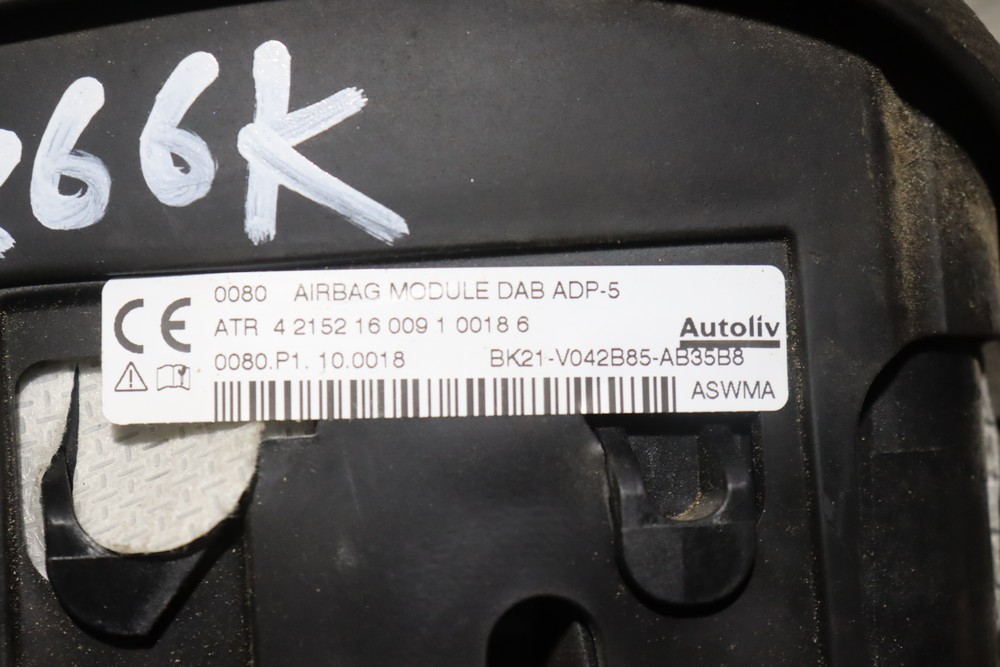 66K
CE 0080 AIRBAG MODULE DAB ADP-5
ATR 4 2152 16 009 1 0018 6
Autoliv
0080.P1. 10.0018 BK21-V042B85-AB35B8
ASWMA